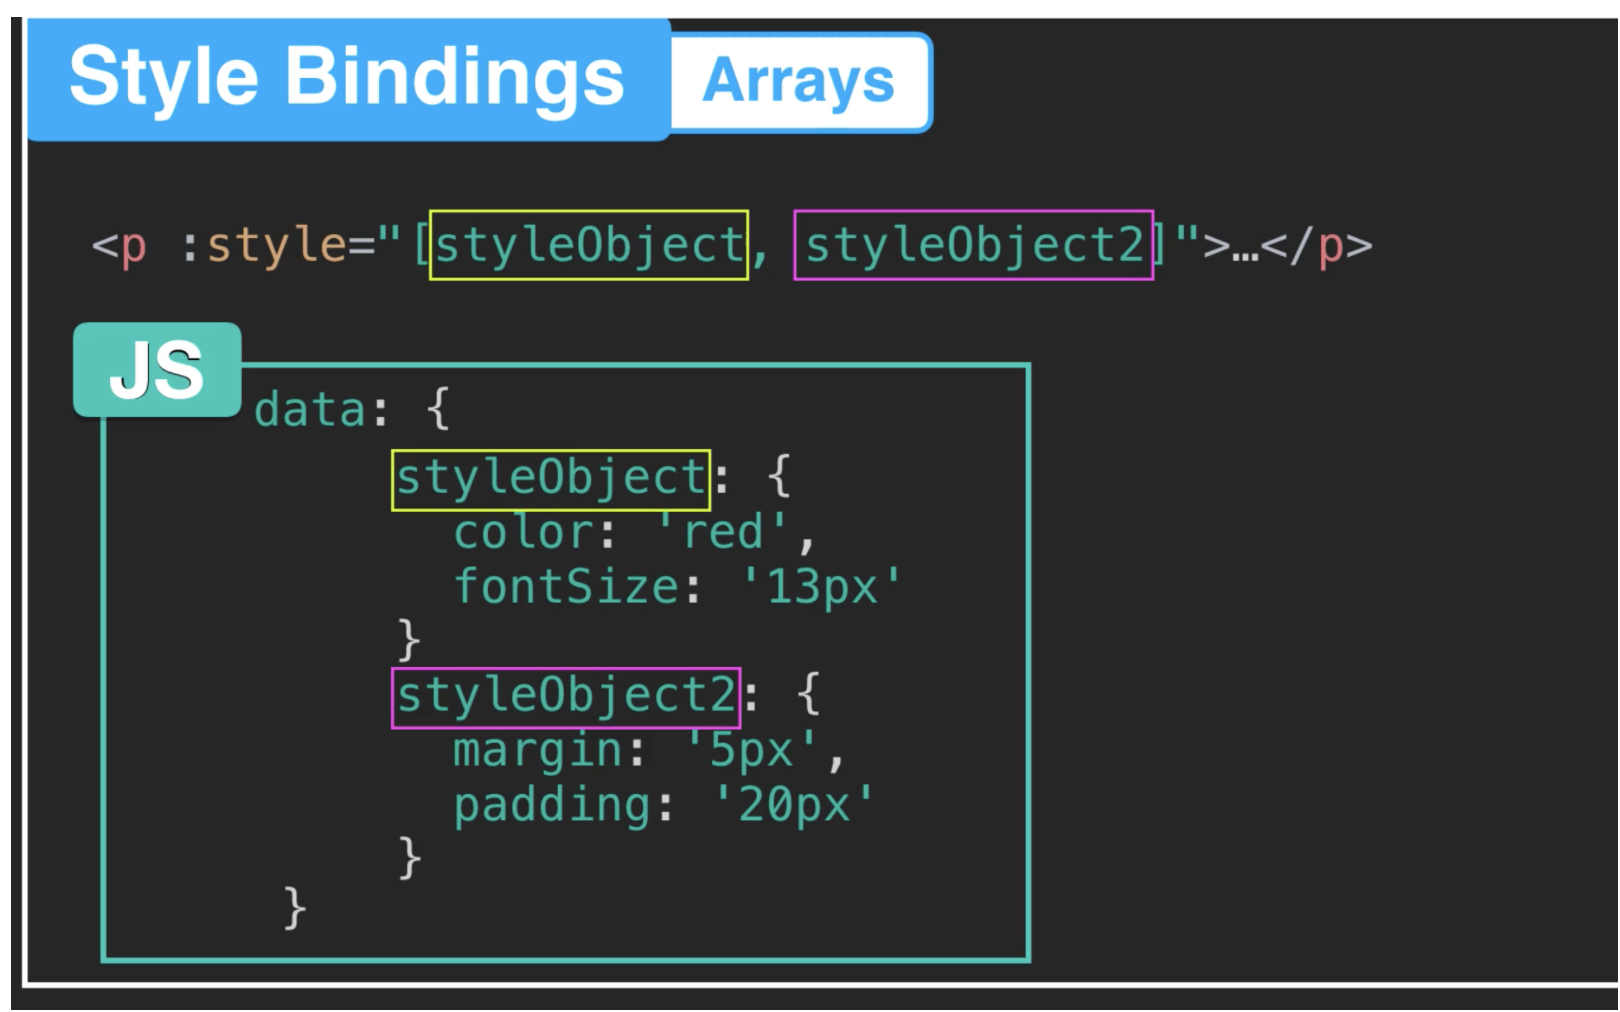 Style Bindings Arrays
<p :style="[styleObject, styleObject2]">…</p>
JS
data: {
styleObject: {
color: 'red',
fontSize: '13px'
}
styleObject2: {
margin: '5px',
padding: '20px'
}
}